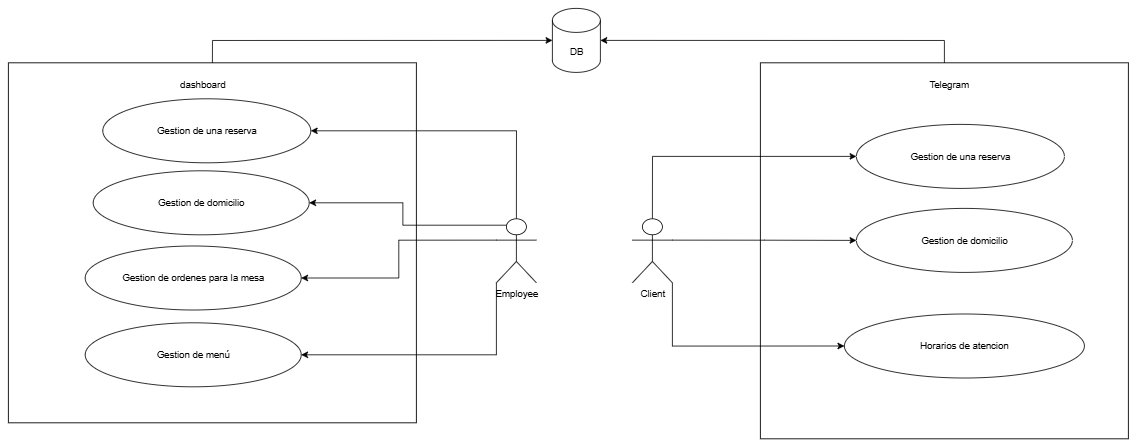 DB
dashboard
Gestion de una reserva
Gestion de domicilio
Gestion de ordenes para la mesa
Gestion de menú
Employee
Client
Telegram
Gestion de una reserva
Gestion de domicilio
Horarios de atencion